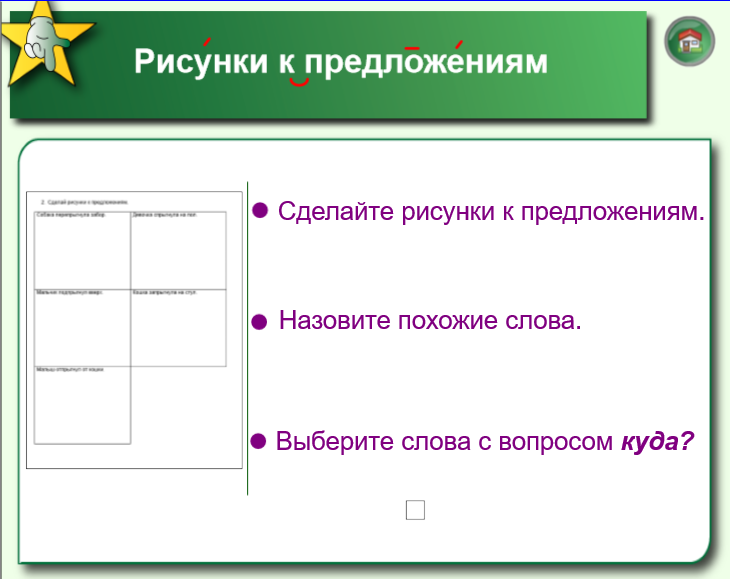 Рисунки к предложениям
2. Сделай рисунки к предложениям.
Собака перепрыгнула забор.
Девочка спрыгнула на пол.
Мальчик подпрыгнул вверх.
Кошка запрыгнула на стул.
Малыш отпрыгнул от кошки
Сделайте рисунки к предложениям.
Назовите похожие слова.
Выберите слова с вопросом куда?